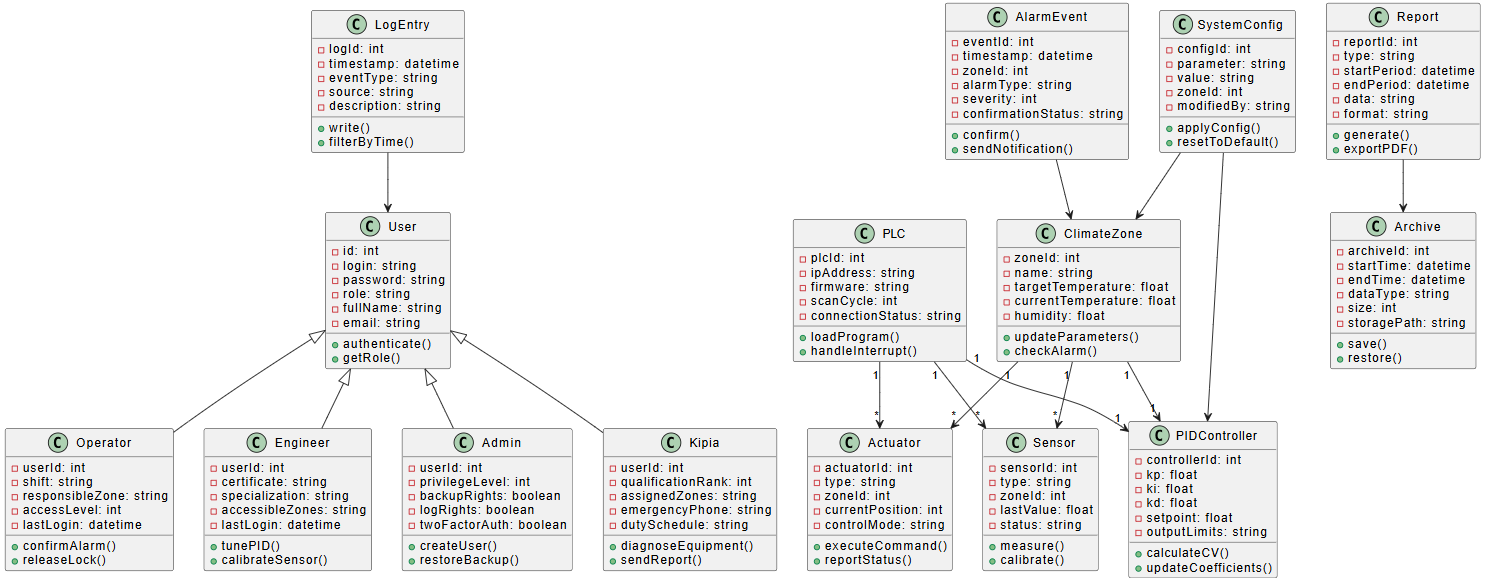 C LogEntry
logId: int
timestamp: datetime
eventType: string
source: string
description: string
write()
filterByTime()
C AlarmEvent
eventId: int
timestamp: datetime
zoneId: int
alarmType: string
severity: int
confirmationStatus: string
confirm()
sendNotification()
C SystemConfig
configId: int
parameter: string
value: string
zoneId: int
modifiedBy: string
applyConfig()
resetToDefault()
C Report
reportId: int
type: string
startPeriod: datetime
endPeriod: datetime
data: string
format: string
generate()
exportPDF()
C User
id: int
login: string
password: string
role: string
fullName: string
email: string
authenticate()
getRole()
C PLC
plcId: int
ipAddress: string
firmware: string
scanCycle: int
connectionStatus: string
loadProgram()
handleInterrupt()
C ClimateZone
zoneId: int
name: string
targetTemperature: float
currentTemperature: float
humidity: float
updateParameters()
checkAlarm()
C Archive
archiveId: int
startTime: datetime
endTime: datetime
dataType: string
size: int
storagePath: string
save()
restore()
1
1 1 1 1 1
* * * * 1 1
C Operator
userId: int
shift: string
responsibleZone: string
accessLevel: int
lastLogin: datetime
confirmAlarm()
releaseLock()
C Engineer
userId: int
certificate: string
specialization: string
accessibleZones: string
lastLogin: datetime
tunePID()
calibrateSensor()
C Admin
userId: int
privilegeLevel: int
backupRights: boolean
logRights: boolean
twoFactorAuth: boolean
createUser()
restoreBackup()
C Kipia
userId: int
qualificationRank: int
assignedZones: string
emergencyPhone: string
dutySchedule: string
diagnoseEquipment()
sendReport()
C Actuator
actuatorId: int
type: string
zoneId: int
currentPosition: int
controlMode: string
executeCommand()
reportStatus()
C Sensor
sensorId: int
type: string
zoneId: int
lastValue: float
status: string
measure()
calibrate()
C PIDController
controllerId: int
kp: float
ki: float
kd: float
setpoint: float
outputLimits: string
calculateCV()
updateCoefficients()